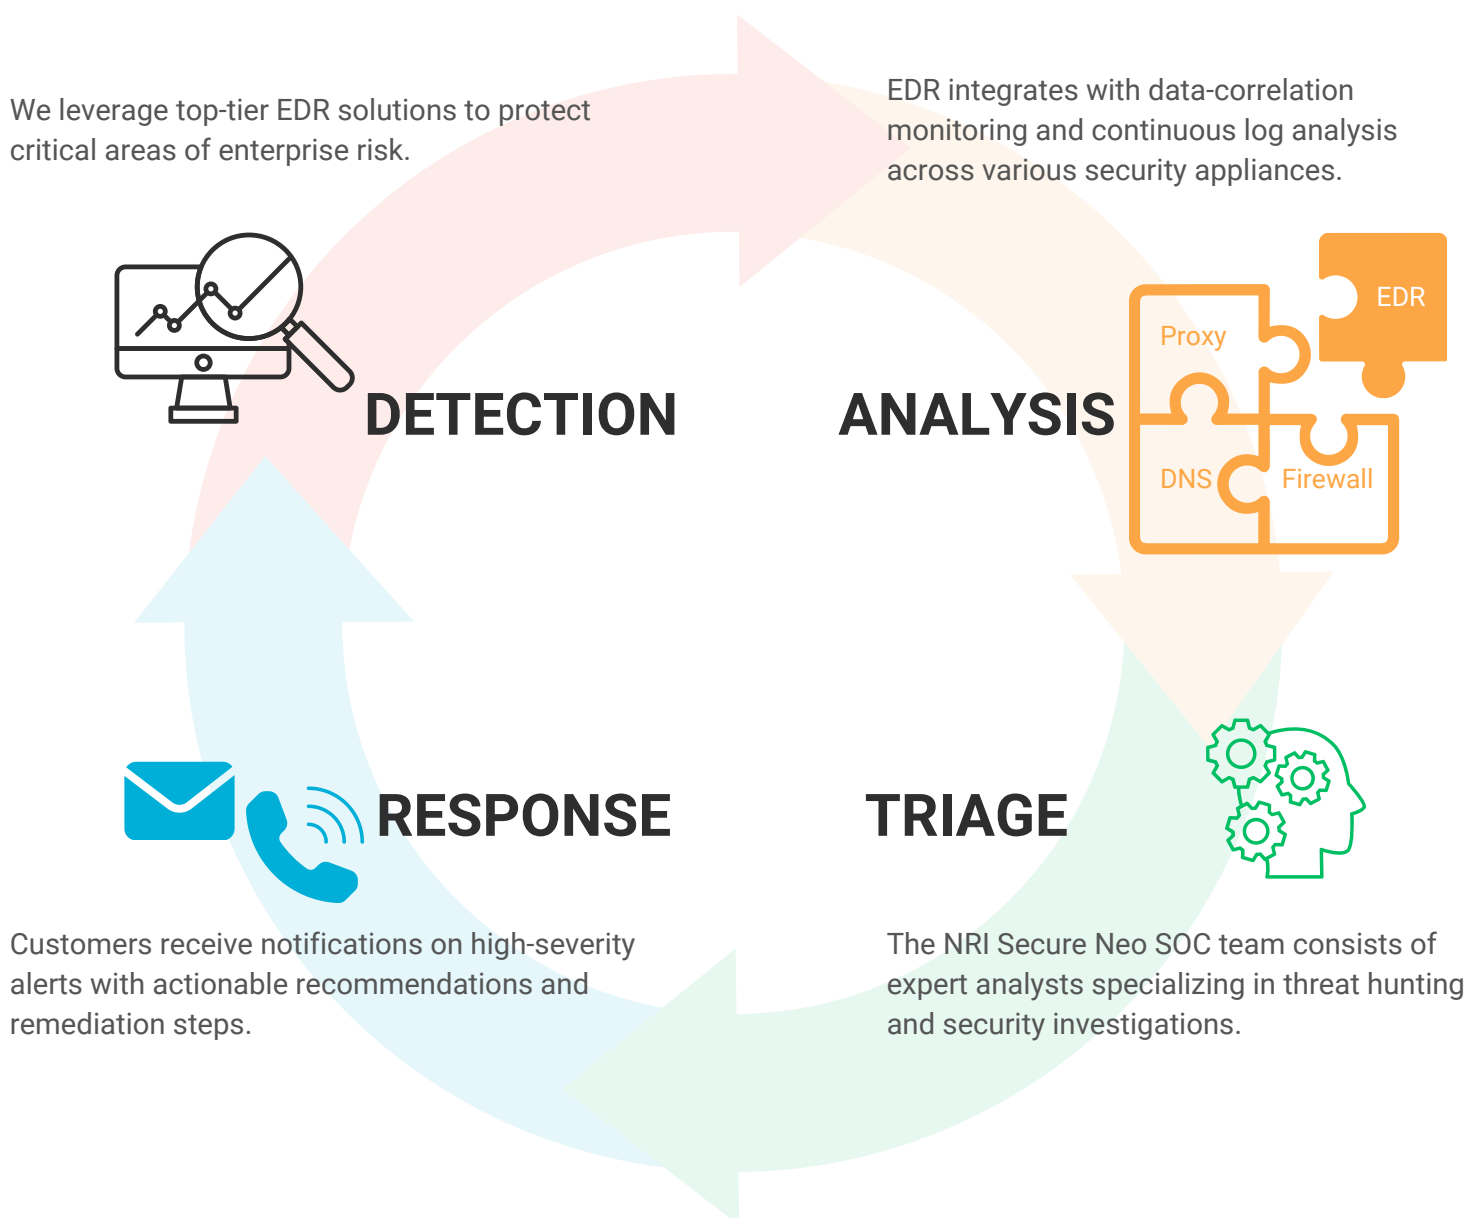 We leverage top-tier EDR solutions to protect
critical areas of enterprise risk.
DETECTION
EDR integrates with data-correlation
monitoring and continuous log analysis
across various security appliances.
ANALYSIS
EDR
Proxy
DNS
Firewall
RESPONSE
Customers receive notifications on high-severity
alerts with actionable recommendations and
remediation steps.
TRIAGE
The NRI Secure Neo SOC team consists of
expert analysts specializing in threat hunting
and security investigations.